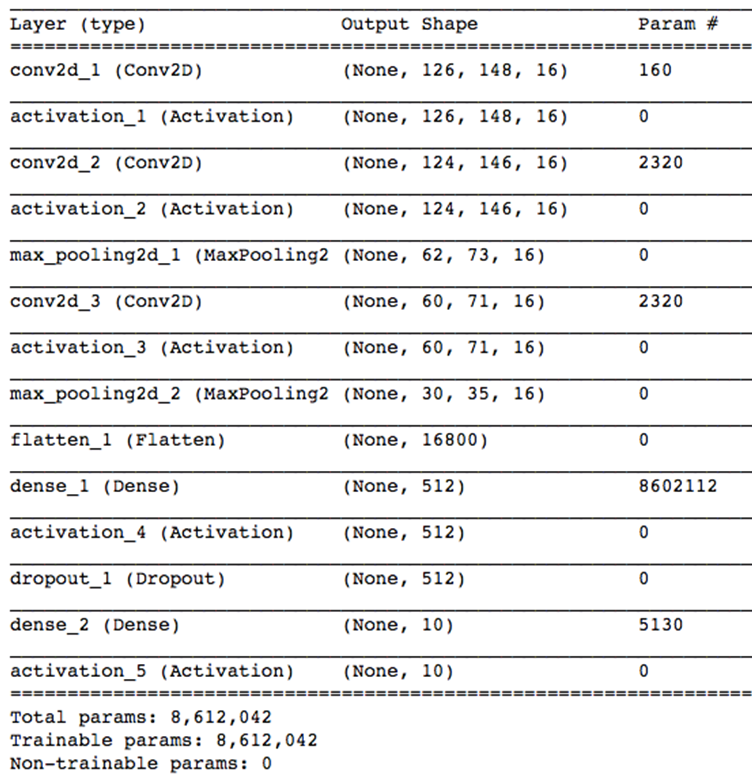 Layer (type) Output Shape Param #
=================================================================
conv2d_1 (Conv2D) (None, 126, 148, 16) 160
activation_1 (Activation) (None, 126, 148, 16) 0
conv2d_2 (Conv2D) (None, 124, 146, 16) 2320
activation_2 (Activation) (None, 124, 146, 16) 0
max_pooling2d_1 (MaxPooling2 (None, 62, 73, 16) 0
conv2d_3 (Conv2D) (None, 60, 71, 16) 2320
activation_3 (Activation) (None, 60, 71, 16) 0
max_pooling2d_2 (MaxPooling2 (None, 30, 35, 16) 0
flatten_1 (Flatten) (None, 16800) 0
dense_1 (Dense) (None, 512) 8602112
activation_4 (Activation) (None, 512) 0
dropout_1 (Dropout) (None, 512) 0
dense_2 (Dense) (None, 10) 5130
activation_5 (Activation) (None, 10) 0
=================================================================
Total params: 8,612,042
Trainable params: 8,612,042
Non-trainable params: 0